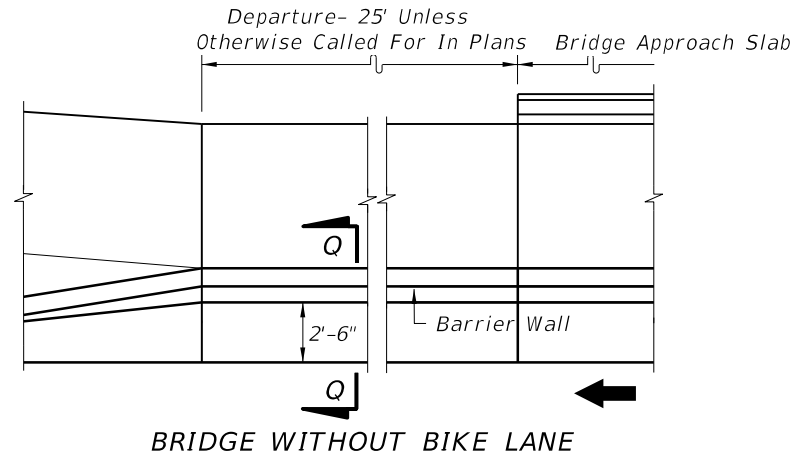 Departure- 25' Unless
Otherwise Called For In Plans
Bridge Approach Slab
Q
2'-6"
Barrier Wall
Q
BRIDGE WITHOUT BIKE LANE